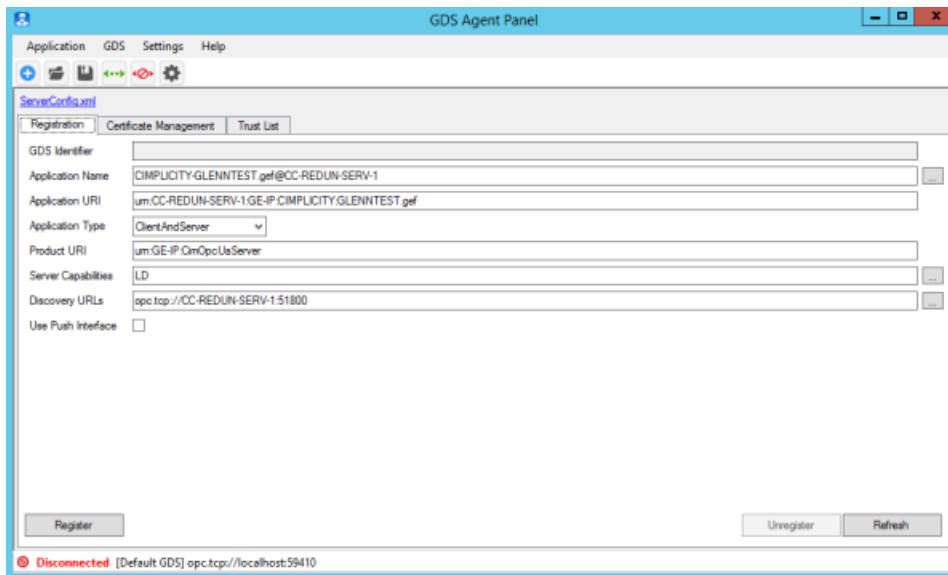 GDS Agent Panel
Application GDS Settings Help
ServerConfig.xml
Registration Certificate Management Trust List
GDS Identifier
Application Name CIMPLICITY-GLENNTEST.gef@CC-REDUN-SERV-1 ...
Application URI urn:CC-REDUN-SERV-1:GE-IP:CIMPLICITY:GLENNTEST.gef
Application Type ClientAndServer
Product URI urn:GE-IP:CimOpcUaServer
Server Capabilities LD ...
Discovery URLs opc.tcp://CC-REDUN-SERV-1:51800 ...
Use Push Interface
Register Unregister Refresh
Disconnected [Default GDS] opc.tcp://localhost:59410